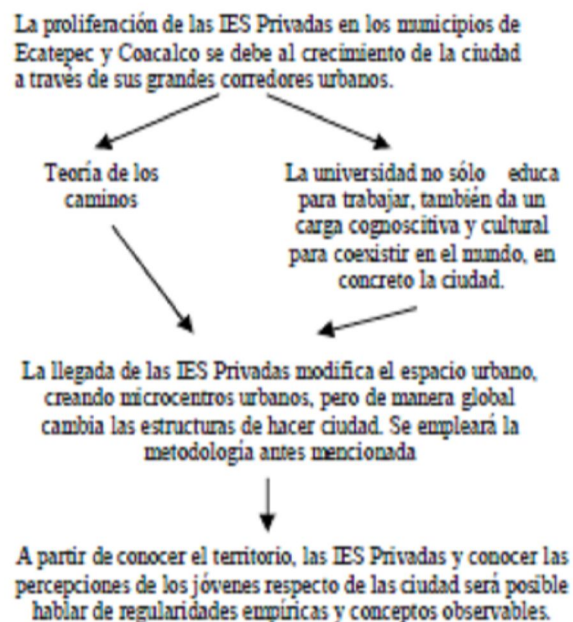 La proliferación de las IES Privadas en los municipios de
Ecatepec y Coacalco se debe al crecimiento de la ciudad
a través de sus grandes corredores urbanos.
Teoría de los
caminos
La universidad no sólo educa
para trabajar, también da un
carga cognoscitiva y cultural
para coexistir en el mundo, en
concreto la ciudad.
La llegada de las IES Privadas modifica el espacio urbano,
creando microcentros urbanos, pero de manera global
cambia las estructuras de hacer ciudad. Se empleará la
metodología antes mencionada
A partir de conocer el territorio, las IES Privadas y conocer las
percepciones de los jóvenes respecto de las ciudad será posible
hablar de regularidades empíricas y conceptos observables.